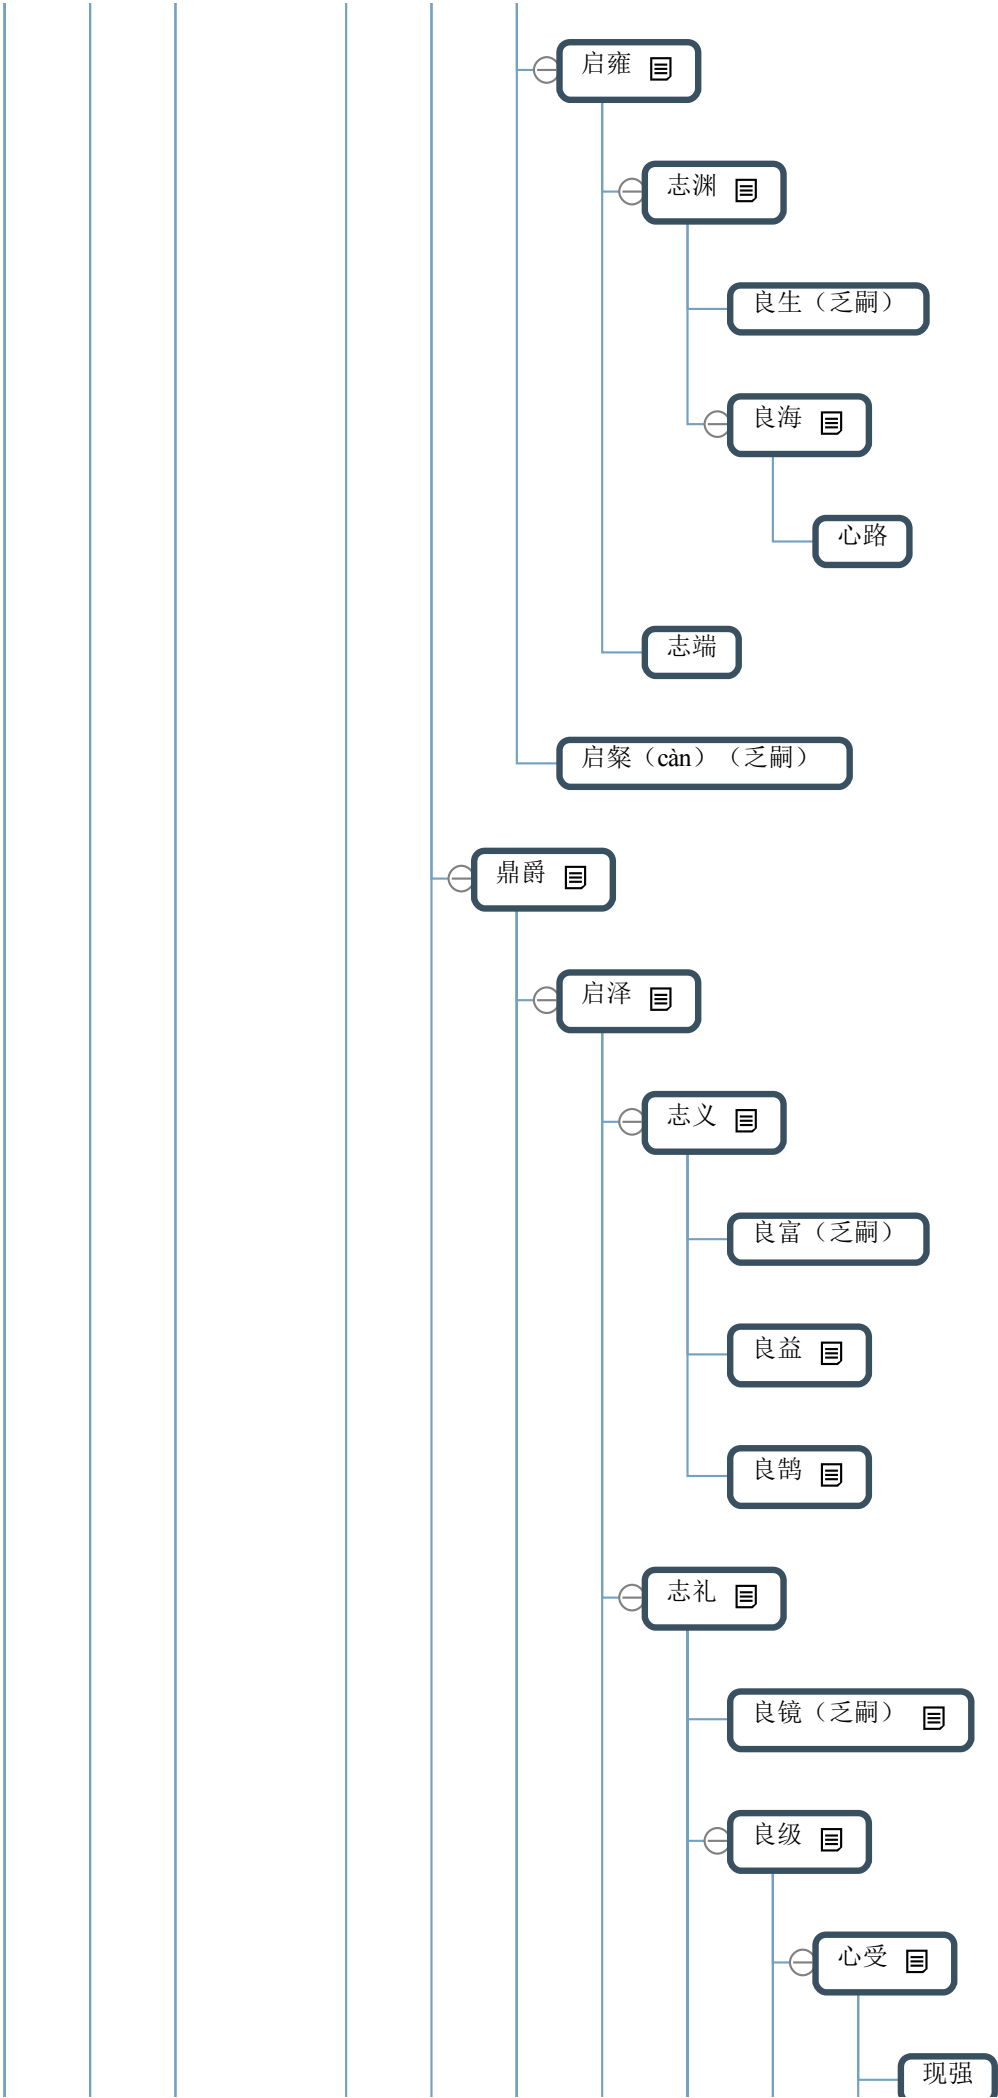 启雍
志渊
良生（乏嗣）
良海
心路
志端
启粲（càn）（乏嗣）
鼎爵
启泽
志义
良富（乏嗣）
良益
良鹄
志礼
良镜（乏嗣）
良级
心受
现强